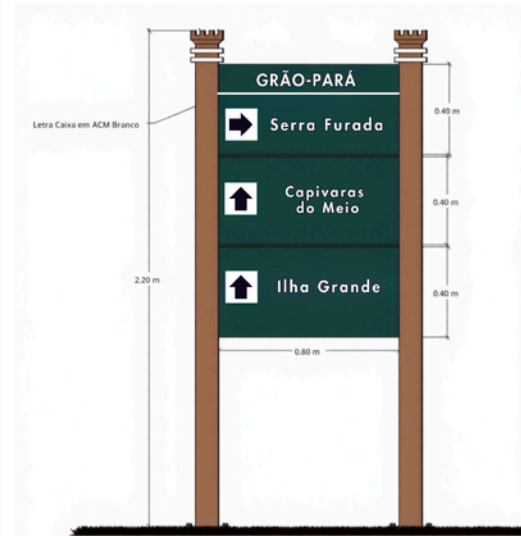 GRÃO-PARÁ
0.40 m
Letra Caixa em ACM Branco
Serra Furada
Capivaras
do Meio
0.40 m
2.20 m
Ilha Grande
0.40 m
0.80 m